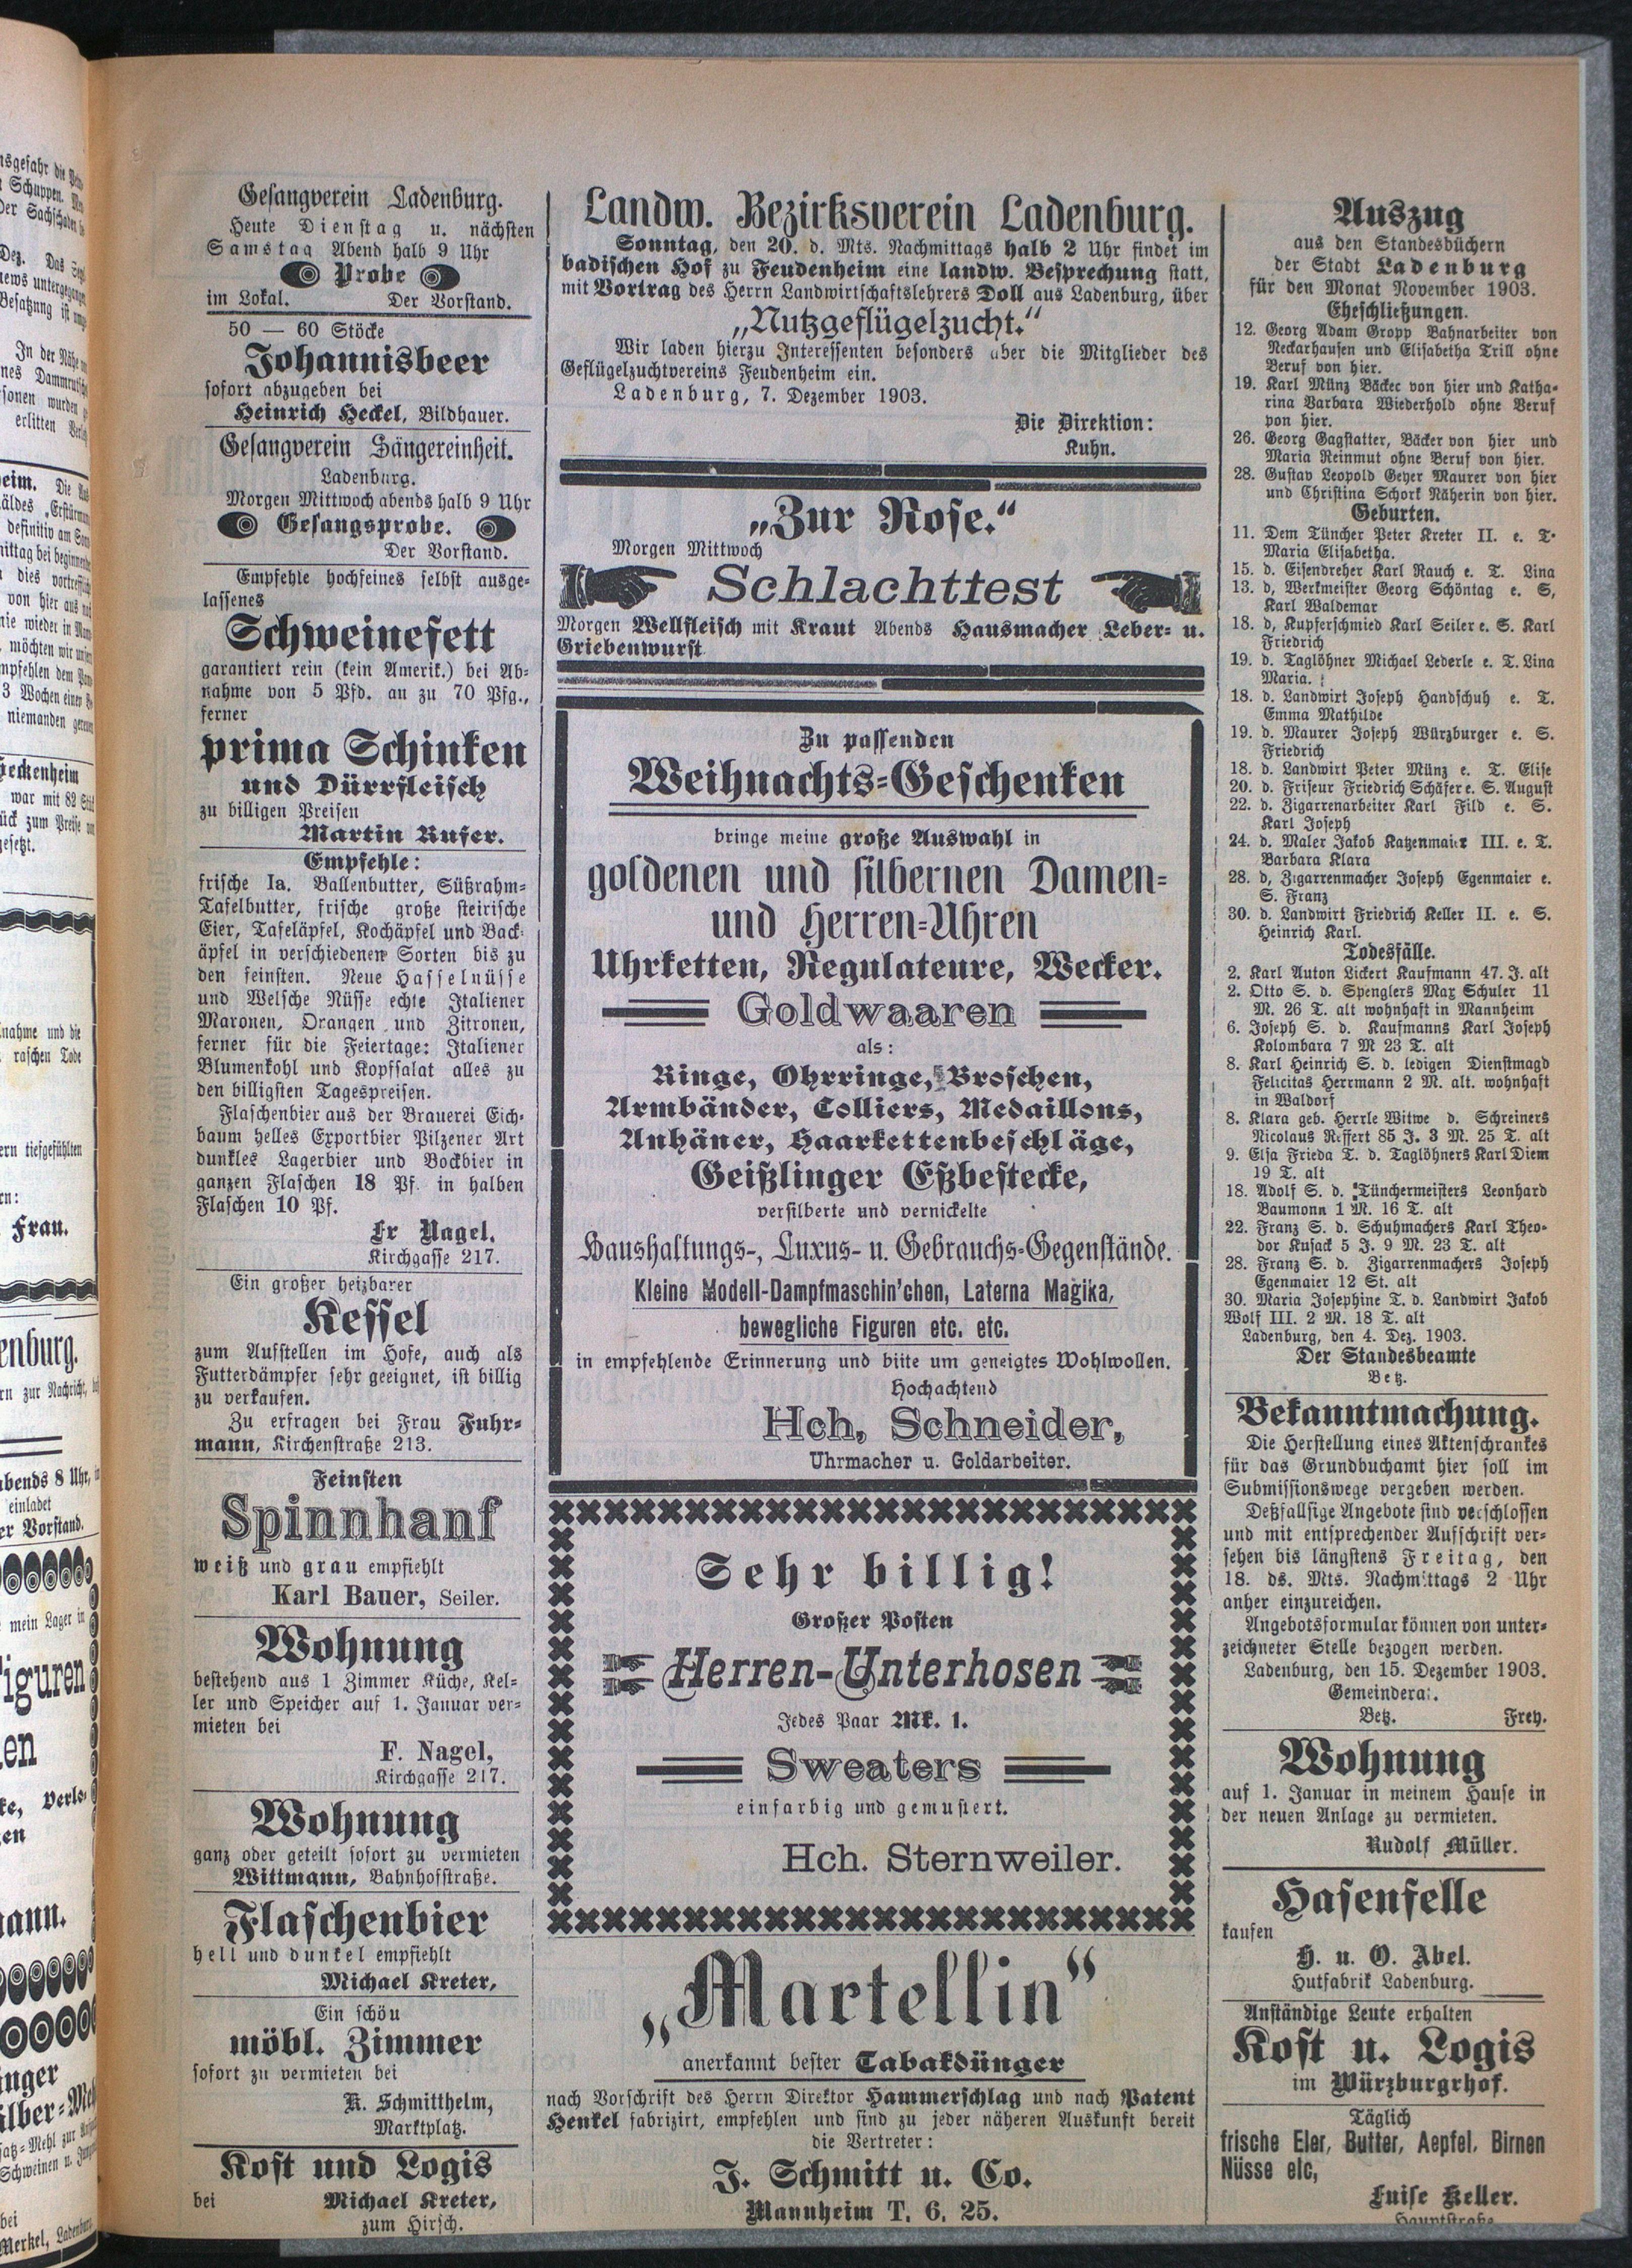 Gesangverein Ladenburg.
Heute Dienstag u. nächsten
Samstag Abend halb 9 Uhr
Probe
im Lokal. Der Vorstand.
50 — 60 Stöcke
Johannisbeer
sofort abzugeben bei
Heinrich Heckel, Bildhauer.
Gesangverein Sängereinheit.
Ladenburg.
Morgen Mittwoch abends halb 9 Uhr
Gesangsprobe.
Der Vorstand.
Empfehle hochfeines selbst ausge-
lassenes
Schweinefett
garantiert rein (kein Amerik.) bei Ab-
nahme von 5 Pfd. an zu 70 Pfg.,
ferner
prima Schinken
und Dürrfleisch
zu billigen Preisen
Martin Rufer.
Empfehle:
frische Ia. Ballenbutter, Süßrahm-
Tafelbutter, frische große steirische
Eier, Tafeläpfel, Kochäpfel und Back-
äpfel in verschiedenen Sorten bis zu
den feinsten. Neue Hasselnüsse
und Welsche Nüsse echte Italiener
Maronen, Orangen und Zitronen,
ferner für die Feiertage: Italiener
Blumenkohl und Kopfsalat alles zu
den billigsten Tagespreisen.
Flaschenbier aus der Brauerei Eich-
baum helles Exportbier Pilzener Art
dunkles Lagerbier und Bockbier in
ganzen Flaschen 18 Pf. in halben
Flaschen 10 Pf.
Fr Nagel,
Kirchgasse 217.
Ein großer heizbarer
Kessel
zum Aufstellen im Hofe, auch als
Futterdämpfer sehr geeignet, ist billig
zu verkaufen.
Zu erfragen bei Frau Fuhr-
mann, Kirchenstraße 213.
Feinsten
Spinnhanf
weiß und grau empfiehlt
Karl Bauer, Seiler.
Wohnung
bestehend aus 1 Zimmer Küche, Kel-
ler und Speicher auf 1. Januar ver-
mieten bei
F. Nagel,
Kirchgasse 217.
Wohnung
ganz oder geteilt sofort zu vermieten
Wittmann, Bahnhofstraße.
Flaschenbier
hell und dunkel empfiehlt
Michael Kreter,
Ein schöu
möbl. Zimmer
sofort zu vermieten bei
K. Schmitthelm,
Marktplatz.
Kost und Logis
bei Michael Kreter,
zum Hirsch.
Landw. Bezirksverein Ladenburg.
Sonntag, den 20. d. Mts. Nachmittags halb 2 Uhr findet im
badischen Hof zu Feudenheim eine landw. Besprechung statt,
mit Vortrag des Herrn Landwirtschaftslehrers Doll aus Ladenburg, über
„Nutzgeflügelzucht.“
Wir laden hierzu Interessenten besonders aber die Mitglieder des
Geflügelzuchtvereins Feudenheim ein.
Ladenburg, 7. Dezember 1903.
Die Direktion:
Kuhn.
„Zur Rose.“
Morgen Mittwoch
Schlachttest
Morgen Wellfleisch mit Kraut Abends Hausmacher Leber- u.
Griebenwurst
Zu passenden
Weihnachts-Geschenken
bringe meine große Auswahl in
goldenen und silbernen Damen-
und Herren-Uhren
Uhrketten, Regulateure, Wecker.
Goldwaaren
als:
Ringe, Ohrringe, Broschen,
Armbänder, Colliers, Medaillons,
Anhäner, Haarkettenbeschläge,
Geißlinger Eßbestecke,
versilberte und vernickelte
Haushaltungs-, Luxus- u. Gebrauchs-Gegenstände.
Kleine Modell-Dampfmaschin'chen, Laterna Magika,
bewegliche Figuren etc. etc.
in empfehlende Erinnerung und bitte um geneigtes Wohlwollen.
Hochachtend
Hch, Schneider,
Uhrmacher u. Goldarbeiter.
Sehr billig!
Großer Posten
Herren-Unterhosen
Jedes Paar Mk. 1.
Sweaters
einfarbig und gemustert.
Hch. Sternweiler.
„Martellin“
anerkannt bester Tabakdünger
nach Vorschrift des Herrn Direktor Hammerschlag und nach Patent
Henkel fabrizirt, empfehlen und sind zu jeder näheren Auskunft bereit
die Vertreter:
J. Schmitt u. Co.
Mannheim T. 6. 25.
Auszug
aus den Standesbüchern
der Stadt Ladenburg
für den Monat November 1903.
Eheschließungen.
12. Georg Adam Gropp Bahnarbeiter von
Neckarhausen und Elisabetha Trill ohne
Beruf von hier.
19. Karl Münz Bäcker von hier und Katha-
rina Barbara Wiederhold ohne Beruf
von hier.
26. Georg Gagstatter, Bäcker von hier und
Maria Reinmut ohne Beruf von hier.
28. Gustav Leopold Geyer Maurer von hier
und Christina Schork Näherin von hier.
Geburten.
11. Dem Tüncher Peter Kreter II. e. T.
Maria Elisabetha.
15. d. Eisendreher Karl Rauch e. T. Lina
13. d, Werkmeister Georg Schöntag e. S,
Karl Waldemar
18. d, Kupferschmied Karl Seiler e. S. Karl
Friedrich
19. d. Taglöhner Michael Lederle e. T. Lina
Maria.
18. d. Landwirt Joseph Handschuh e. T.
Emma Mathilde
19. d. Maurer Joseph Würzburger e. S.
Friedrich
18. d. Landwirt Peter Münz e. T. Elise
20. d. Friseur Friedrich Schäfer e. S. August
22. d. Zigarrenarbeiter Karl Fild e. S.
Karl Joseph
24. d. Maler Jakob Katzenmaier III. e. T.
Barbara Klara
28. d, Zigarrenmacher Joseph Egenmaier e.
S. Franz
30. d. Landwirt Friedrich Keller II. e. S.
Heinrich Karl.
Todesfälle.
2. Karl Anton Lickert Kaufmann 47. J. alt
2. Otto S. d. Spenglers Max Schuler 11
M. 26 T. alt wohnhaft in Mannheim
6. Joseph S. d. Kaufmanns Karl Joseph
Kolombara 7 M 23 T. alt
8. Karl Heinrich S. d. ledigen Dienstmagd
Felicitas Herrmann 2 M. alt. wohnhaft
in Waldorf
8. Klara geb. Herrle Witwe d. Schreiners
Nicolaus Reffert 85 J. 3 M. 25 T. alt
9. Elsa Frieda T. d. Taglöhners Karl Diem
19 T. alt
18. Adolf S. d. Tünchermeisters Leonhard
Baumonn 1 M. 16 T. alt
22. Franz S. d. Schuhmachers Karl Theo-
dor Kusack 5 J. 9 M. 23 T. alt
28. Franz S. d. Zigarrenmachers Joseph
Egenmaier 12 St. alt
30. Maria Josephine T. d. Landwirt Jakob
Wolf III. 2 M. 18 T. alt
Ladenburg, den 4. Dez. 1903.
Der Standesbeamte
Betz.
Bekanntmachung.
Die Herstellung eines Aktenschrankes
für das Grundbuchamt hier soll im
Submissionswege vergeben werden.
Deßfallsige Angebote sind verschlossen
und mit entsprechender Aufschrift ver-
sehen bis längstens Freitag, den
18. ds. Mts. Nachmittags 2 Uhr
anher einzureichen.
Angebotsformular können von unter-
zeichneter Stelle bezogen werden.
Ladenburg, den 15. Dezember 1903.
Gemeinderat.
Betz. Frey.
Wohnung
auf 1. Januar in meinem Hause in
der neuen Anlage zu vermieten.
Rudolf Müller.
Hasenfelle
kaufen
H. u. O. Abel.
Hutfabrik Ladenburg.
Anständige Leute erhalten
Kost u. Logis
im Würzburgrhof.
Täglich
frische Eier, Butter, Aepfel, Birnen
Nüsse etc,
Luise Keller.
Hauptstraße